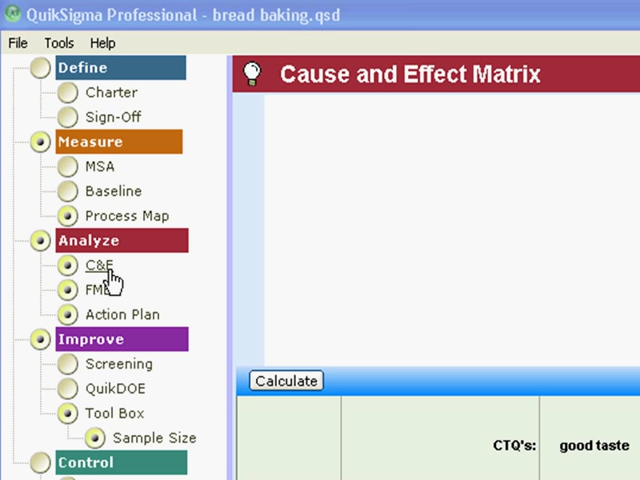 QuikSigma Professional - bread baking.qsd
File Tools Help
Define
Charter
Sign-Off
Measure
MSA
Baseline
Process Map
Analyze
C&E
Action Plan
Improve
Screening
QuikDOE
Tool Box
Sample Size
Control
Cause and Effect Matrix
Calculate
CTQ's: good taste